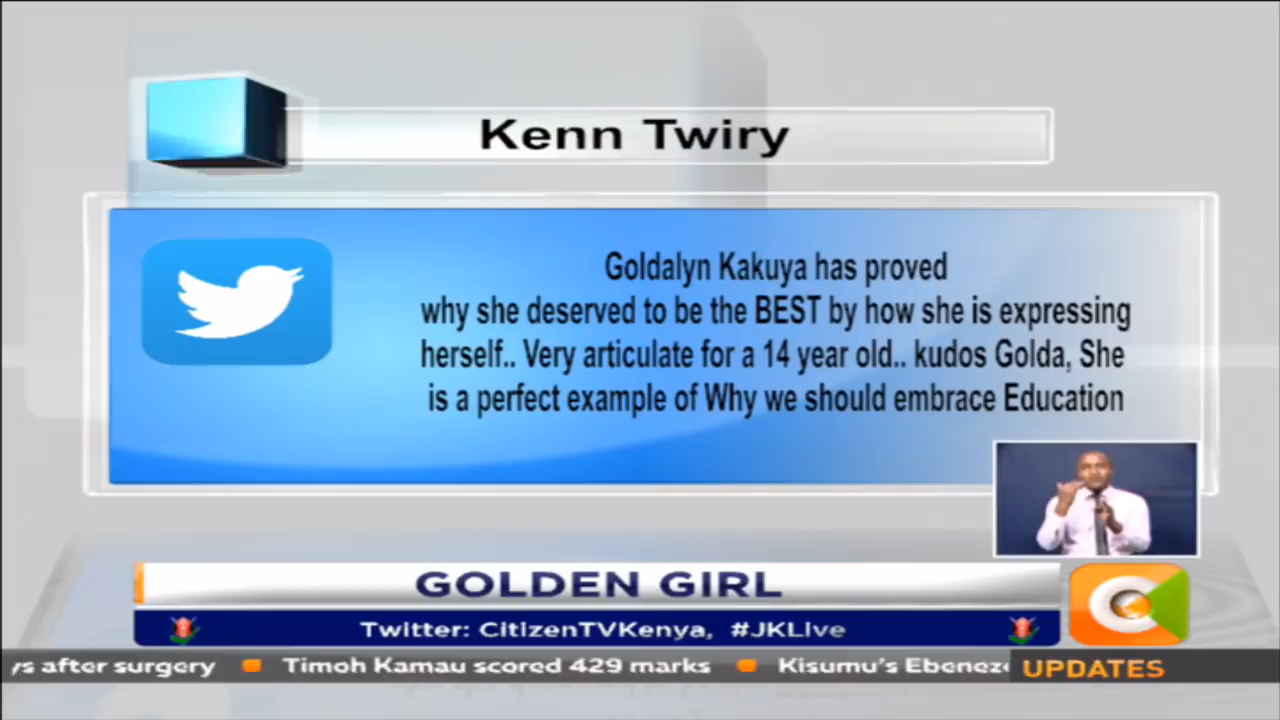 Kenn Twiry
Goldalyn Kakuya has proved
why she deserved to be the BEST by how she is expressing
herself.. Very articulate for a 14 year old.. kudos Golda, She
is a perfect example of Why we should embrace Education
GOLDEN GIRL
Twitter: CitizenTVKenya, #JKLive
after surgery Timoh Kamau scored 429 marks Kisumu's UPDATES